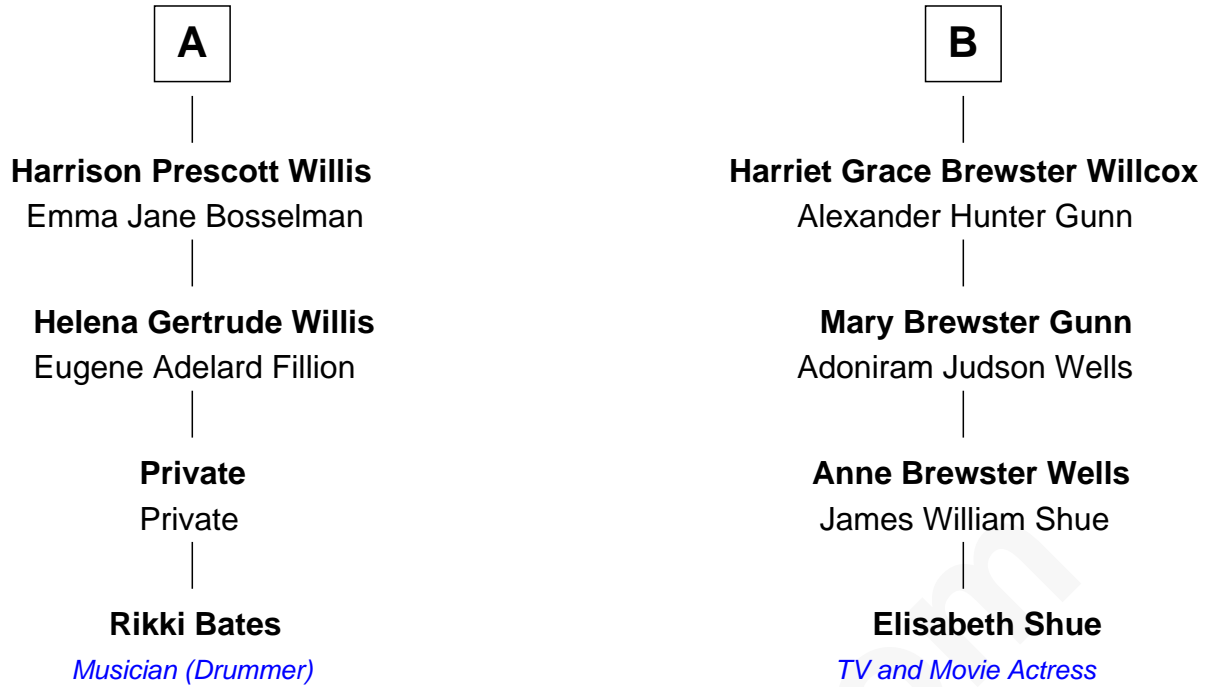 A
Harrison Prescott Willis
Emma Jane Bosselman
Helena Gertrude Willis
Eugene Adelard Fillion
Private
Private
Rikki Bates
Musician (Drummer)
B
Harriet Grace Brewster Willcox
Alexander Hunter Gunn
Mary Brewster Gunn
Adoniram Judson Wells
Anne Brewster Wells
James William Shue
Elisabeth Shue
TV and Movie Actress